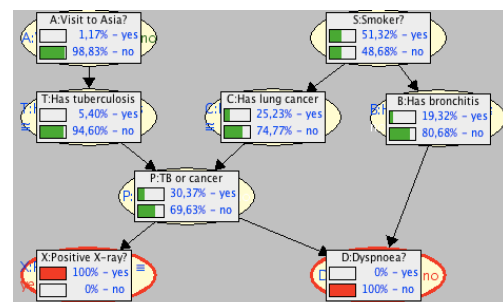 A:Visit to Asia?
1,17% - yes
98,83% - no
S:Smoker?
51,32% - yes
48,68% - no
T:Has tuberculosis
5,40% - yes
94,60% - no
C:Has lung cancer
25,23% - yes
74,77% - no
B:Has bronchitis
19,32% - yes
80,68% - no
P:TB or cancer
30,37% - yes
69,63% - no
X:Positive X-ray?
100% - yes
0% - no
D:Dyspnoea?
0% - yes
100% - no